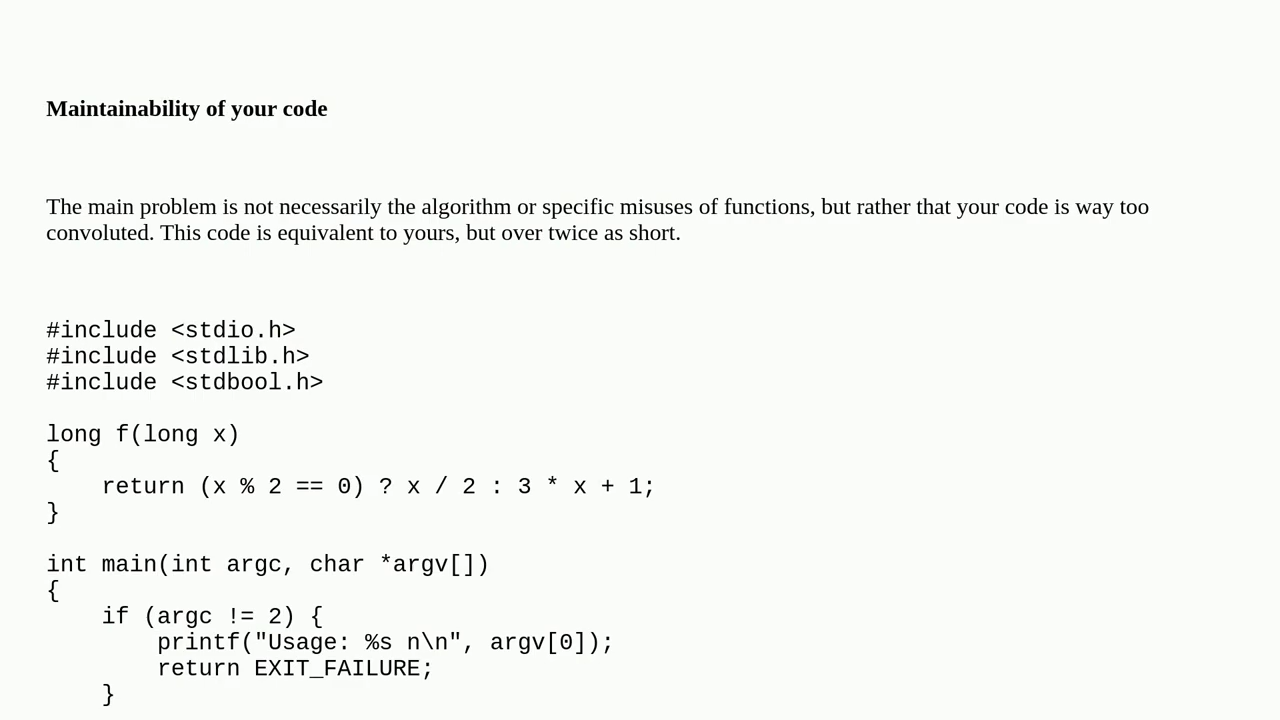 Maintainability of your code
The main problem is not necessarily the algorithm or specific misuses of functions, but rather that your code is way too
convoluted. This code is equivalent to yours, but over twice as short.
#include <stdio.h>
#include <stdlib.h>
#include <stdbool.h>
long f(long x)
{
    return (x % 2 == 0) ? x / 2 : 3 * x + 1;
}
int main(int argc, char *argv[])
{
    if (argc != 2) {
        printf("Usage: %s n\n", argv[0]);
        return EXIT_FAILURE;
    }